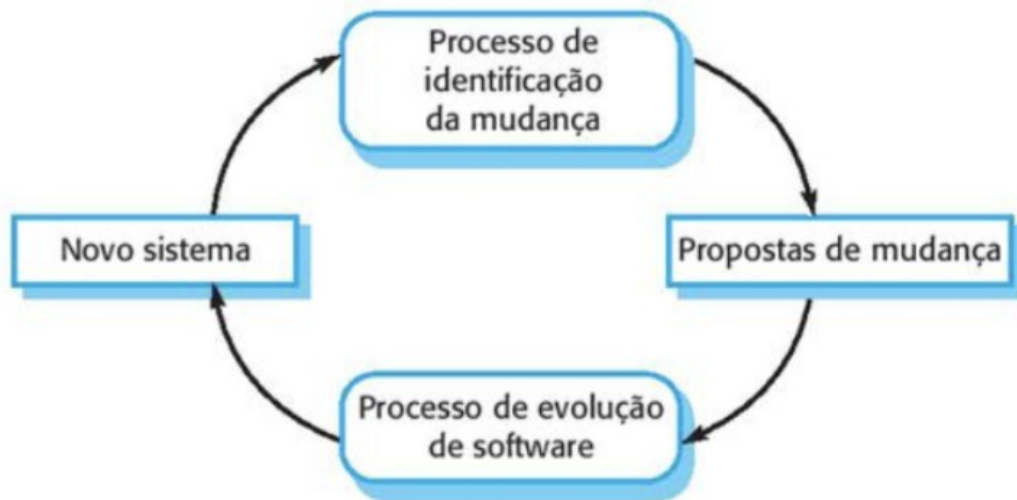 Processo de
identificação
da mudança
Novo sistema
Propostas de mudança
Processo de evolução
de software